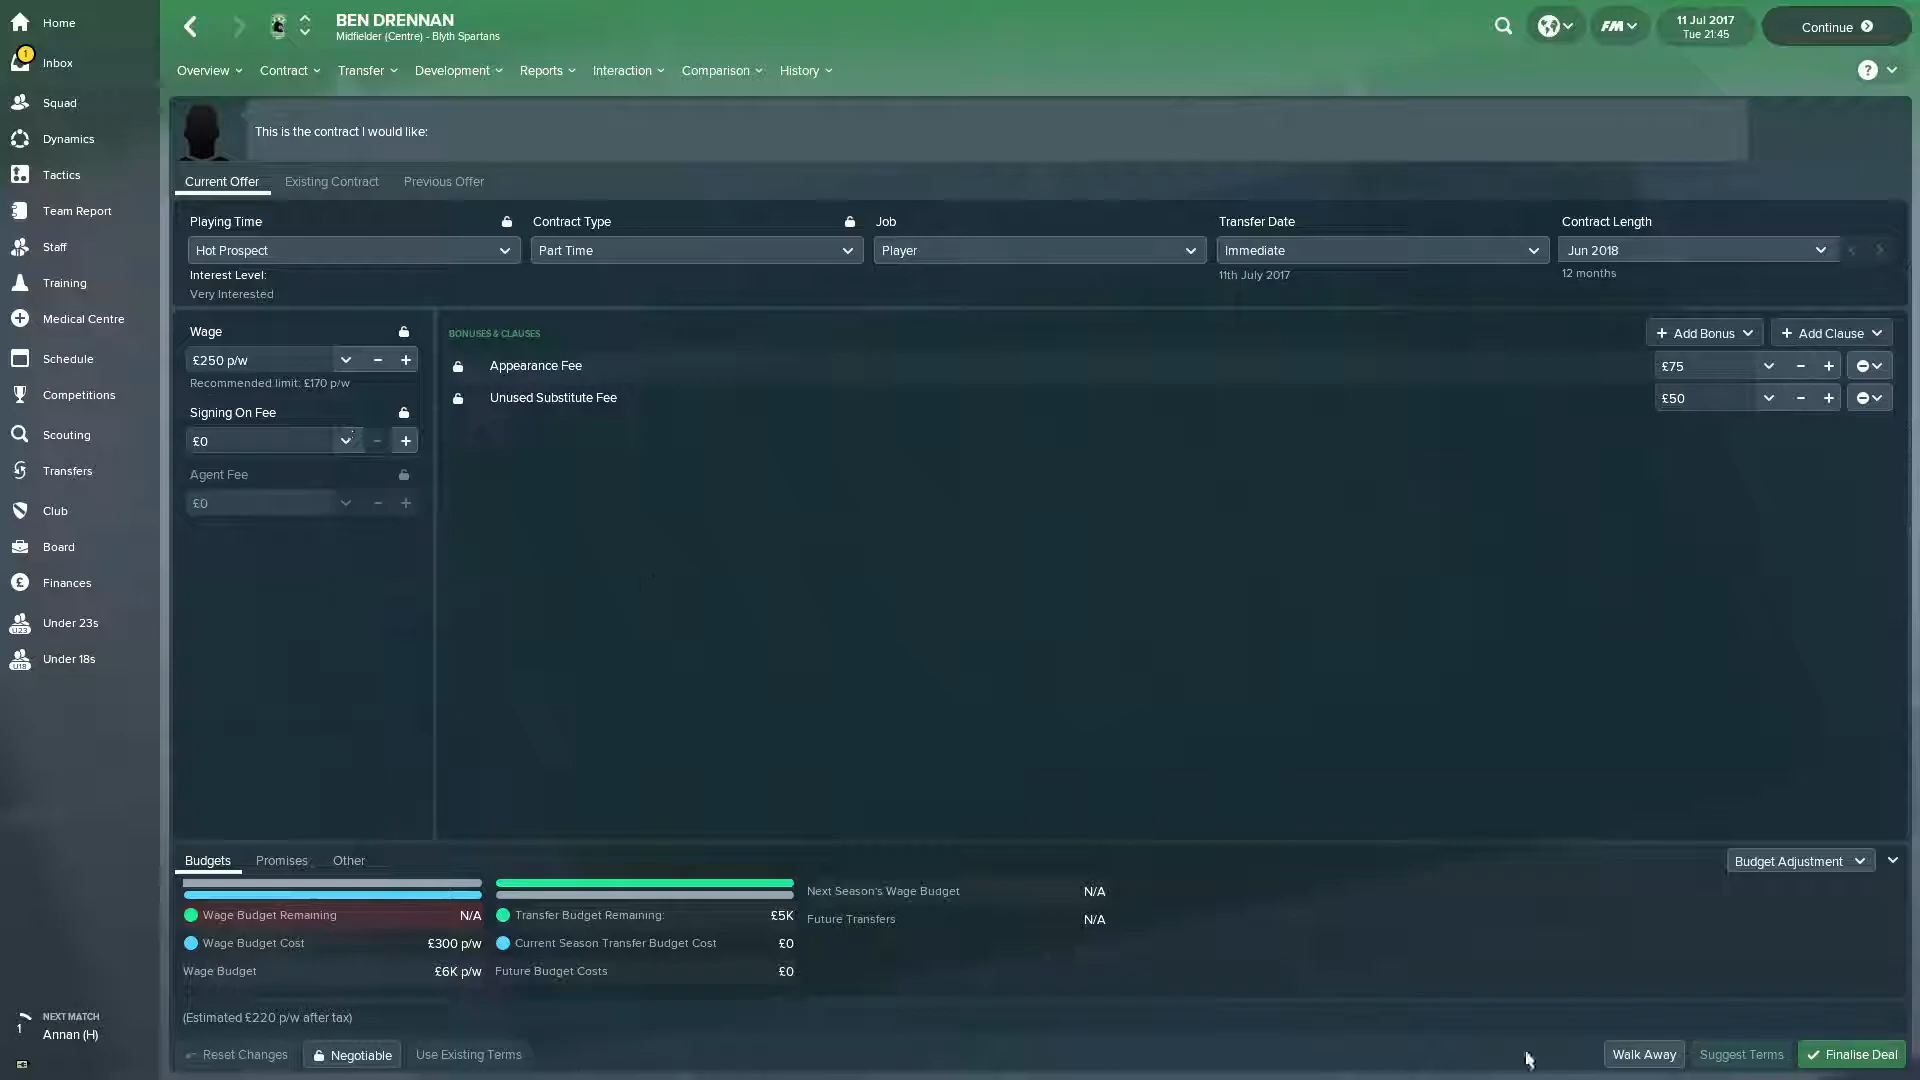 Home
Inbox
1
Squad
Dynamics
Tactics
Team Report
Staff
Training
Medical Centre
Schedule
Competitions
Scouting
Transfers
Club
Board
Finances
Under 23s
U23
Under 18s
U18
NEXT MATCH
1
Annan (H)
BEN DRENNAN
Midfielder (Centre) - Blyth Spartans
FM
11 Jul 2017
Tue 21:45
Continue
Overview Contract Transfer Development Reports Interaction Comparison History
?
This is the contract I would like:
Current Offer Existing Contract Previous Offer
Playing Time Contract Type Job Transfer Date Contract Length
Hot Prospect Part Time Player Immediate Jun 2018
Interest Level: 11th July 2017 12 months
Very Interested
Wage
£250 p/w
Recommended limit: £170 p/w
Signing On Fee
£0
Agent Fee
£0
BONUSES & CLAUSES
+ Add Bonus + Add Clause
Appearance Fee £75
Unused Substitute Fee £50
Budgets Promises Other Budget Adjustment
Wage Budget Remaining N/A
Wage Budget Cost £300 p/w
Wage Budget £6K p/w
Transfer Budget Remaining: £5K
Current Season Transfer Budget Cost £0
Future Budget Costs £0
Next Season's Wage Budget N/A
Future Transfers N/A
(Estimated £220 p/w after tax)
Reset Changes Negotiable Use Existing Terms Walk Away Suggest Terms Finalise Deal